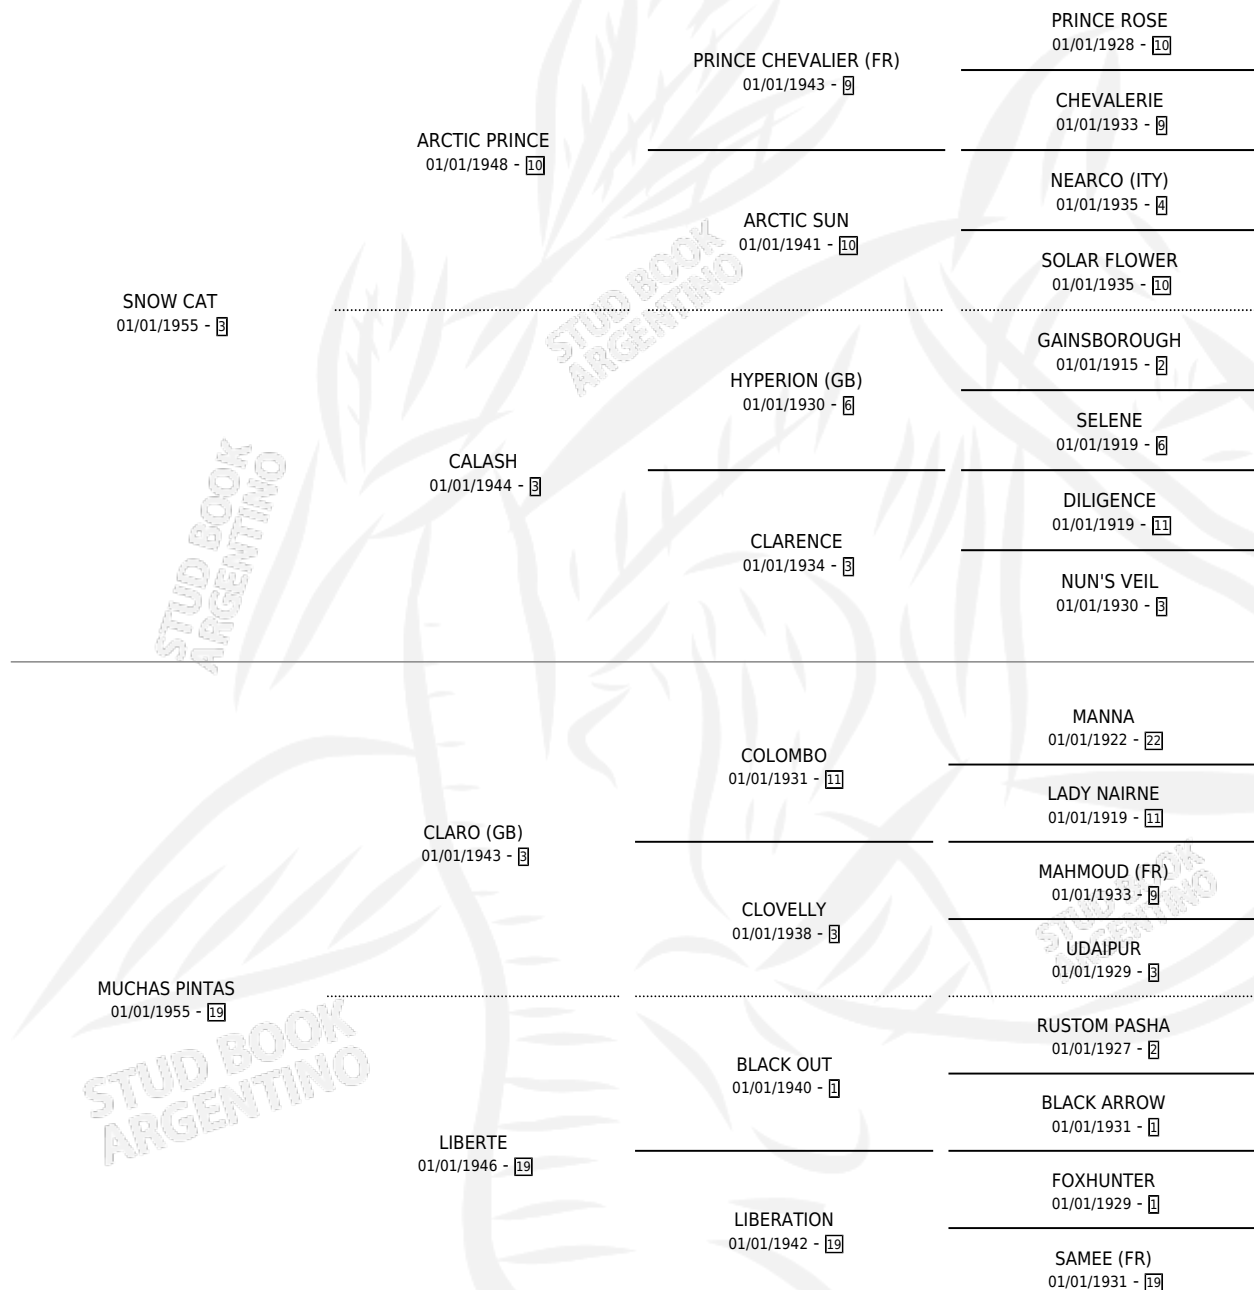 PRINCE ROSE
01/01/1928 - 10
PRINCE CHEVALIER (FR)
01/01/1943 - 9
CHEVALERIE
01/01/1933 - 9
ARCTIC PRINCE
01/01/1948 - 10
NEARCO (ITY)
01/01/1935 - 4
ARCTIC SUN
01/01/1941 - 10
SOLAR FLOWER
01/01/1935 - 10
SNOW CAT
01/01/1955 - 3
STUD BOOK
ARGENTINO
GAINSBOROUGH
01/01/1915 - 2
HYPERION (GB)
01/01/1930 - 6
SELENE
01/01/1919 - 6
CALASH
01/01/1944 - 3
DILIGENCE
01/01/1919 - 11
CLARENCE
01/01/1934 - 3
NUN'S VEIL
01/01/1930 - 3
STUD BOOK
ARGENTINO
MANNA
01/01/1922 - 22
COLOMBO
01/01/1931 - 11
LADY NAIRNE
01/01/1919 - 11
CLARO (GB)
01/01/1943 - 3
MAHMOUD (FR)
01/01/1933 - 9
CLOVELLY
01/01/1938 - 3
STUD BOOK
ARGENTINO
UDAIPUR
01/01/1929 - 3
MUCHAS PINTAS
01/01/1955 - 19
RUSTOM PASHA
01/01/1927 - 2
BLACK OUT
01/01/1940 - 1
STUD BOOK
ARGENTINO
BLACK ARROW
01/01/1931 - 1
LIBERTE
01/01/1946 - 19
FOXHUNTER
01/01/1929 - 1
LIBERATION
01/01/1942 - 19
SAMEE (FR)
01/01/1931 - 19